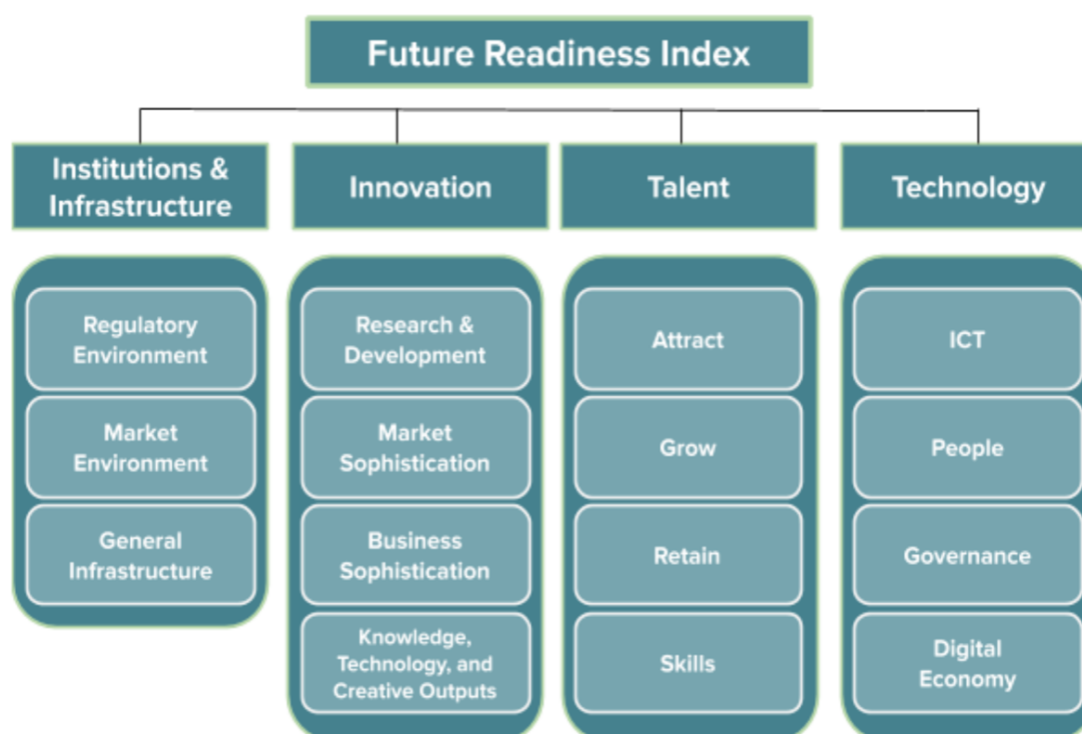 Future Readiness Index
Institutions &
Infrastructure
Innovation
Talent
Technology
Regulatory
Environment
Market
Environment
General
Infrastructure
Research &
Development
Market
Sophistication
Business
Sophistication
Knowledge,
Technology, and
Creative Outputs
Attract
Grow
Retain
Skills
ICT
People
Governance
Digital
Economy